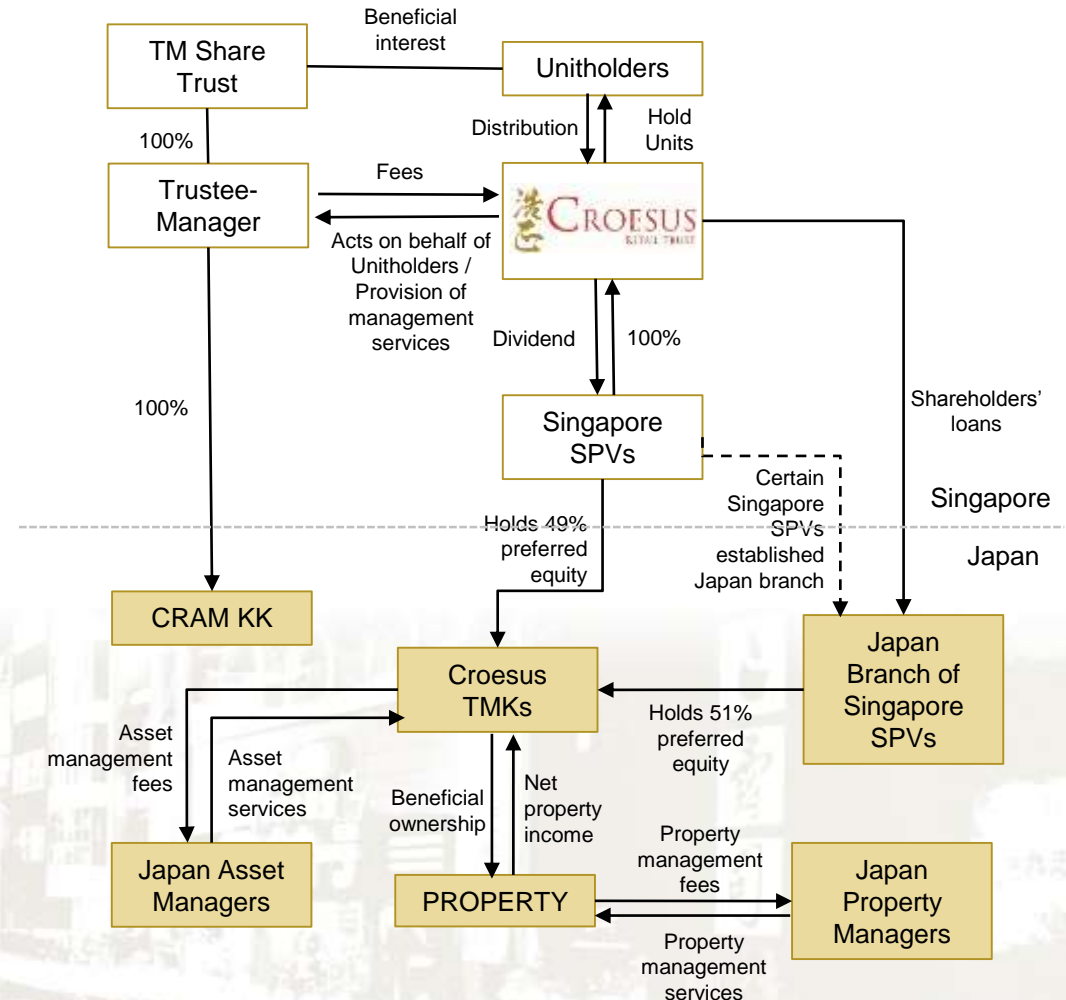 Beneficial
interest
TM Share
Trust
Unitholders
100%
Distribution
Hold
Units
Trustee-
Manager
Fees
浩正 CROESUS
RETAIL TRUST
Acts on behalf of
Unitholders /
Provision of
management
services
Dividend
100%
100%
Shareholders'
loans
Singapore
SPVs
Certain
Singapore
SPVs
established
Japan branch
Singapore
Japan
Holds 49%
preferred
equity
CRAM KK
Croesus
TMKs
Japan
Branch of
Singapore
SPVs
Holds 51%
preferred
equity
Asset
management
fees
Asset
management
services
Beneficial
ownership
Net
property
income
Japan Asset
Managers
PROPERTY
Property
management
fees
Japan
Property
Managers
Property
management
services